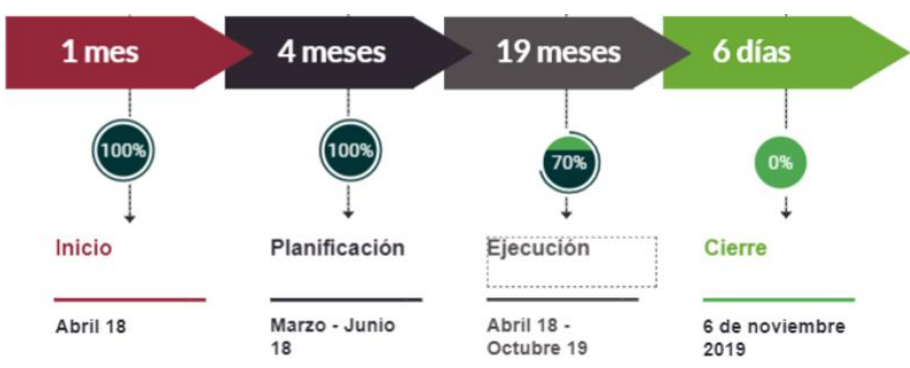 1 mes
4 meses
19 meses
6 días
100%
100%
70%
0%
Inicio
Planificación
Ejecución
Cierre
Abril 18
Marzo - Junio
18
Abril 18 -
Octubre 19
6 de noviembre
2019